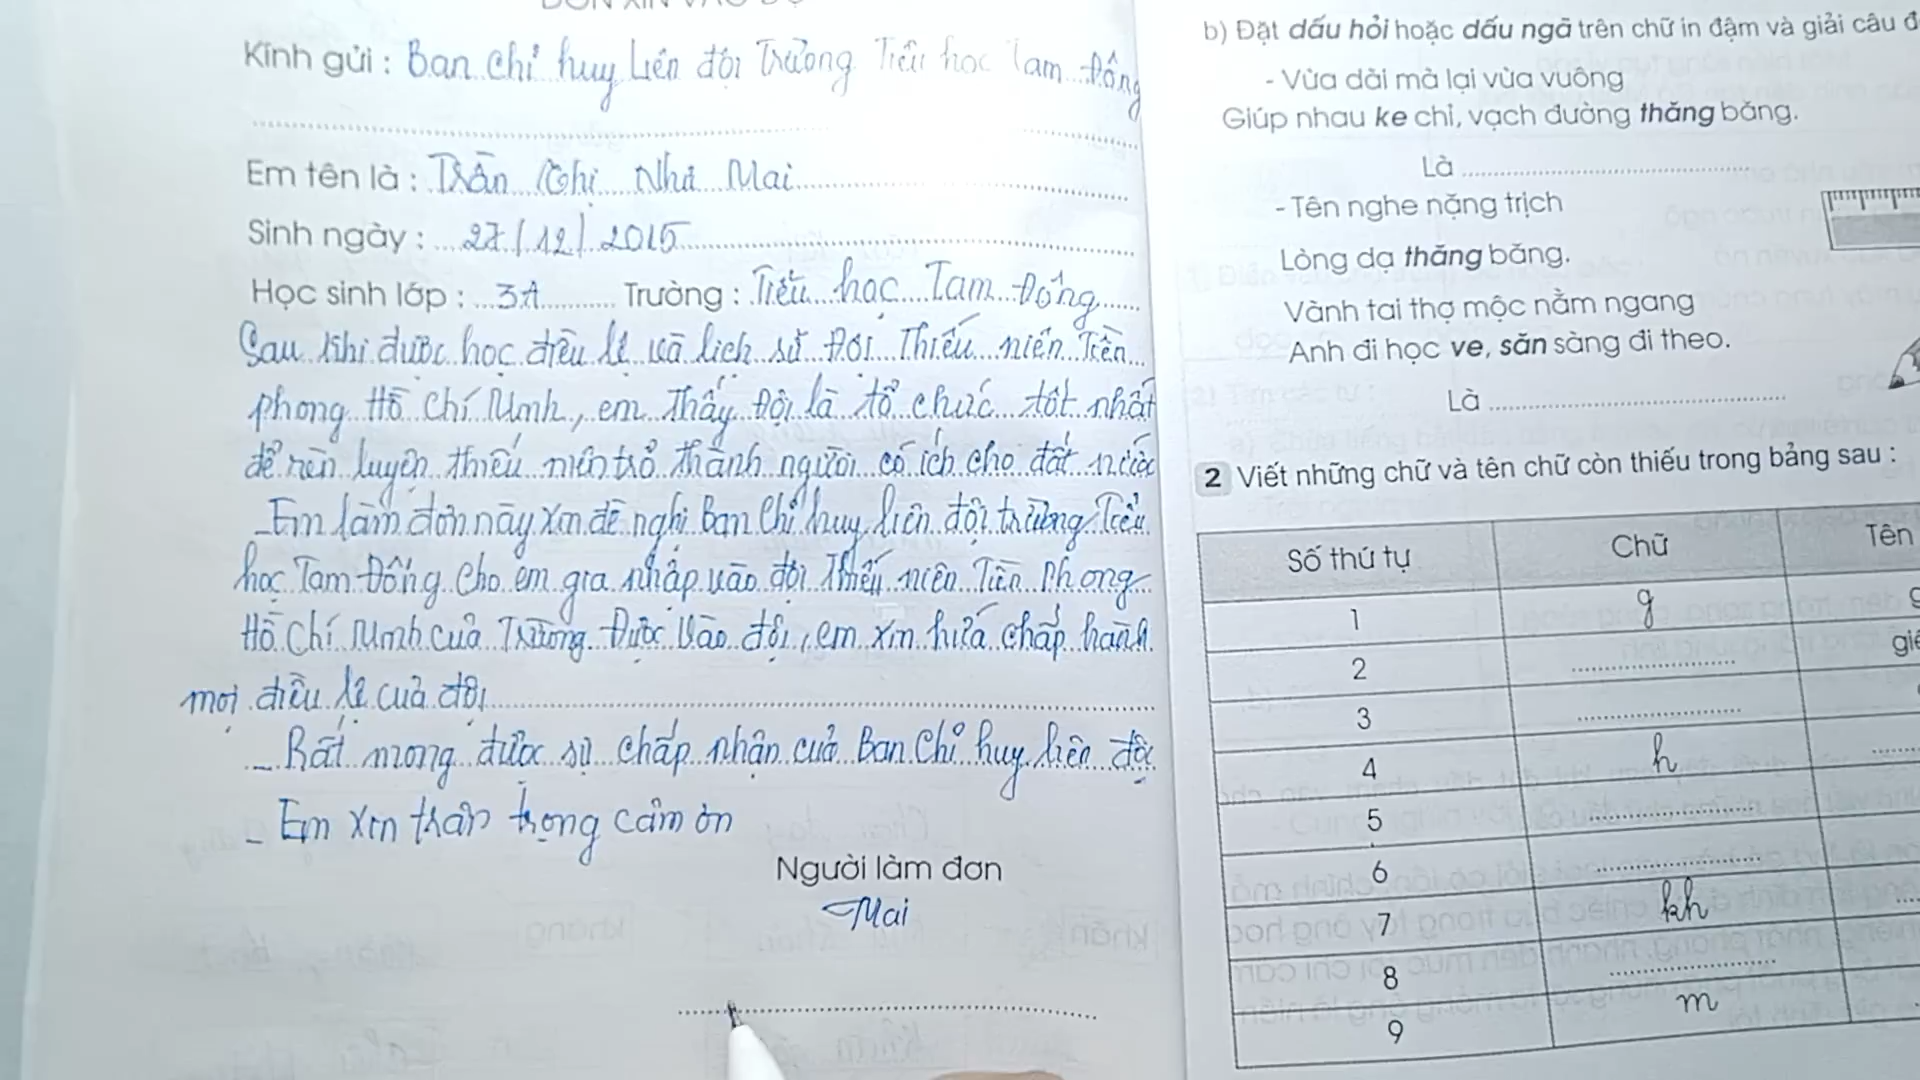 Kính gửi : Ban chỉ huy Liên đội Trường Tiểu học Tam Đông
Em tên là : Trần Thị Nhã Mai
Sinh ngày : 27/12/2015
Học sinh lớp : 3A Trường : Tiểu học Tam Đông
Sau khi được học điều lệ và lịch sử Đội Thiếu niên Tiền
phong Hồ Chí Minh, em thấy Đội là tổ chức tốt nhất
để rèn luyện thiếu niên trở thành người có ích cho đất nước
_ Em làm đơn này xin đề nghị Ban Chỉ huy liên đội trường Tiểu
học Tam Đông cho em gia nhập vào đội Thiếu niên Tiền Phong
Hồ Chí Minh của Trường. Được vào đội, em xin hứa chấp hành
mọi điều lệ của đội
_ Rất mong được sự chấp nhận của Ban Chỉ huy liên đội
_ Em xin thân trọng cảm ơn
Người làm đơn
Mai
b) Đặt dấu hỏi hoặc dấu ngã trên chữ in đậm và giải câu đ
- Vừa dài mà lại vừa vuông
Giúp nhau ke chỉ, vạch đường thăng băng.
Là
- Tên nghe nặng trịch
Lòng dạ thăng băng.
Vành tai thợ mộc nằm ngang
Anh đi học ve, săn sàng đi theo.
Là
2 Viết những chữ và tên chữ còn thiếu trong bảng sau :
Số thứ tự Chữ Tên
1 g
2 gi
3
4 h
5
6
7 kh
8
9 m